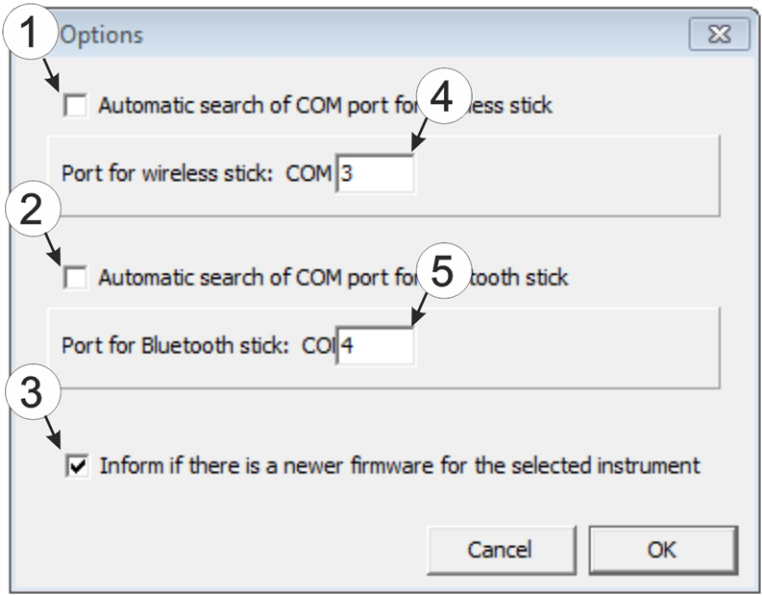 1
Options
Automatic search of COM port for less stick
4
Port for wireless stick: COM 3
2
Automatic search of COM port for tooth stick
5
Port for Bluetooth stick: CO 4
3
Inform if there is a newer firmware for the selected instrument
Cancel OK